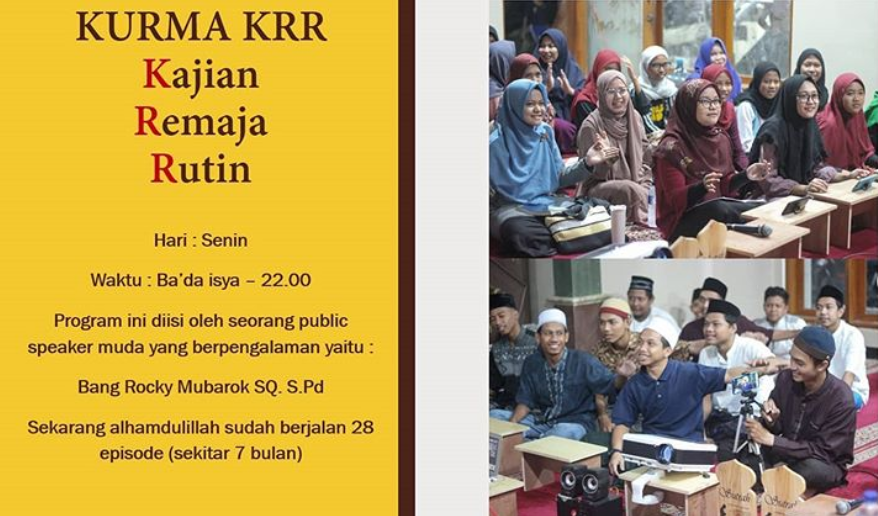 KURMA KRR
Kajian
Remaja
Rutin
Hari : Senin
Waktu : Ba’da isya – 22.00
Program ini diisi oleh seorang public
speaker muda yang berpengalaman yaitu :
Bang Rocky Mubarok SQ. S.Pd
Sekarang alhamdulillah sudah berjalan 28
episode (sekitar 7 bulan)